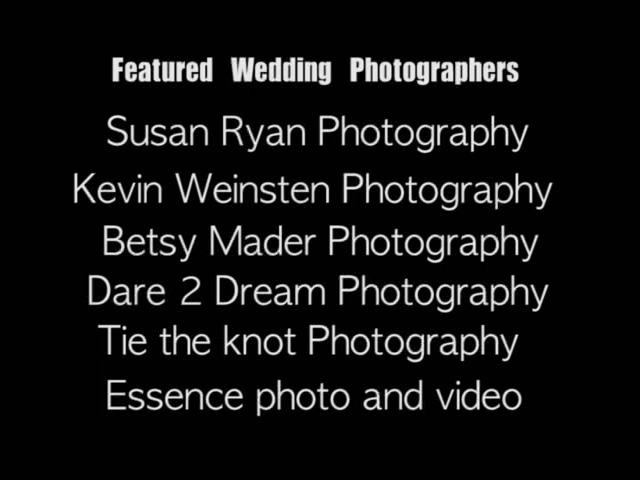 Featured Wedding Photographers
Susan Ryan Photography
Kevin Weinsten Photography
Betsy Mader Photography
Dare 2 Dream Photography
Tie the knot Photography
Essence photo and video